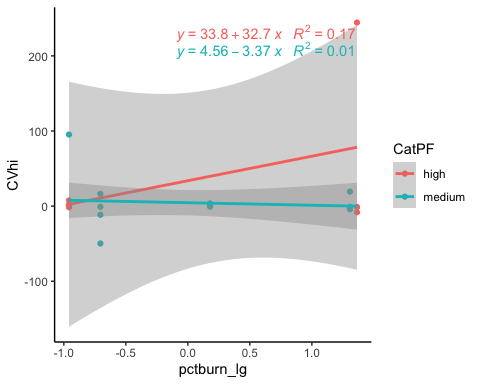 y = 33.8 + 32.7 x R² = 0.17
y = 4.56 − 3.37 x R² = 0.01
200
100
0
-100
CVhi
-1.0 -0.5 0.0 0.5 1.0
pctburn_lg
CatPF
high
medium